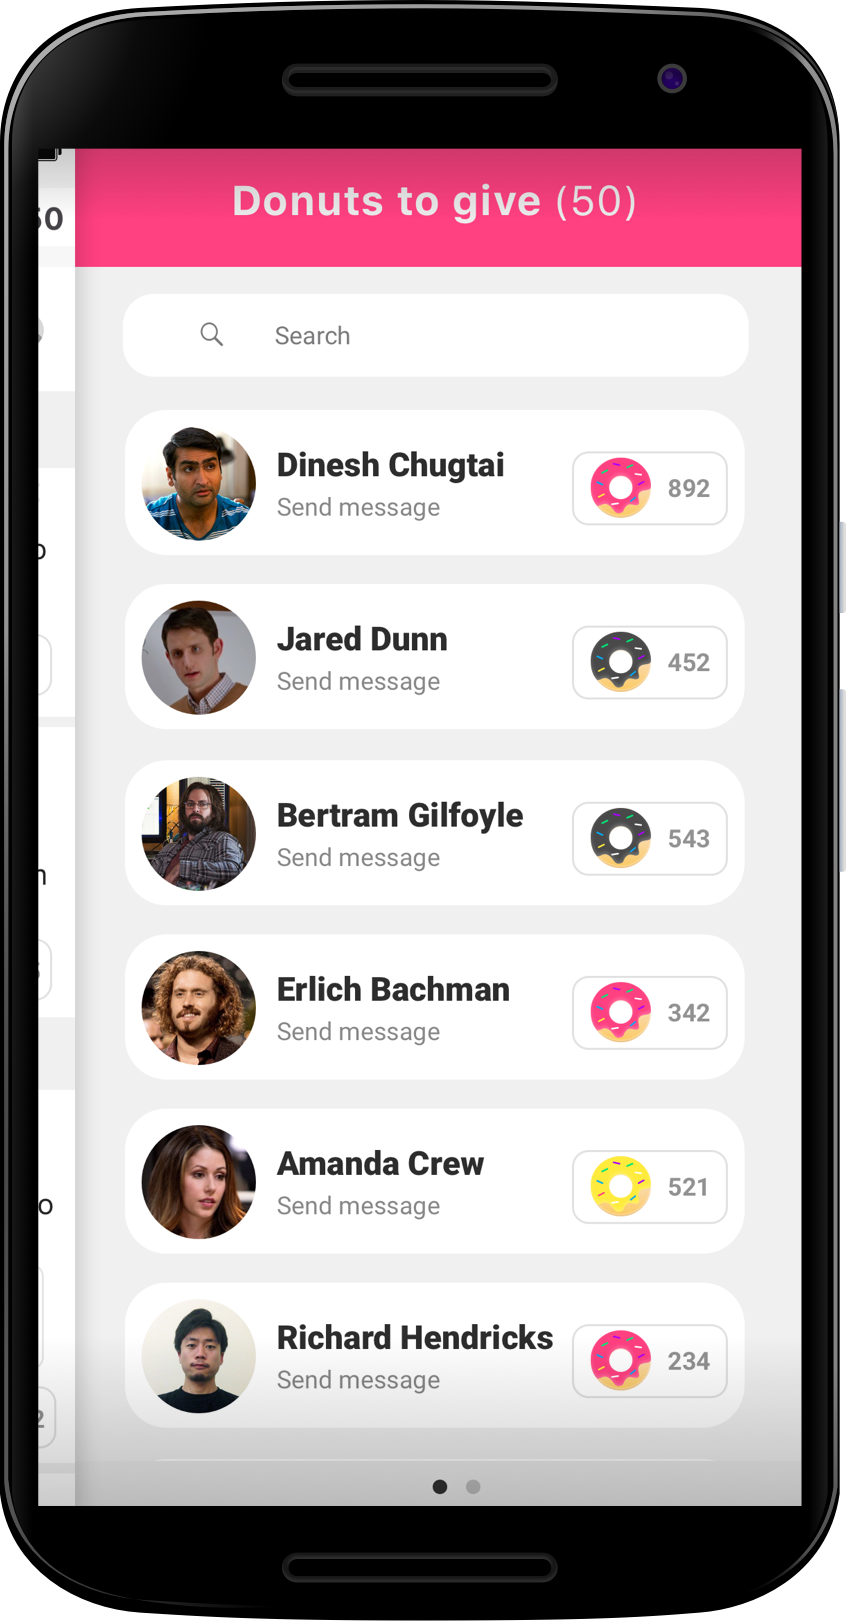 50
Donuts to give (50)
Search
Dinesh Chugtai
Send message
892
Jared Dunn
Send message
452
Bertram Gilfoyle
Send message
543
Erlich Bachman
Send message
342
Amanda Crew
Send message
521
Richard Hendricks
Send message
234